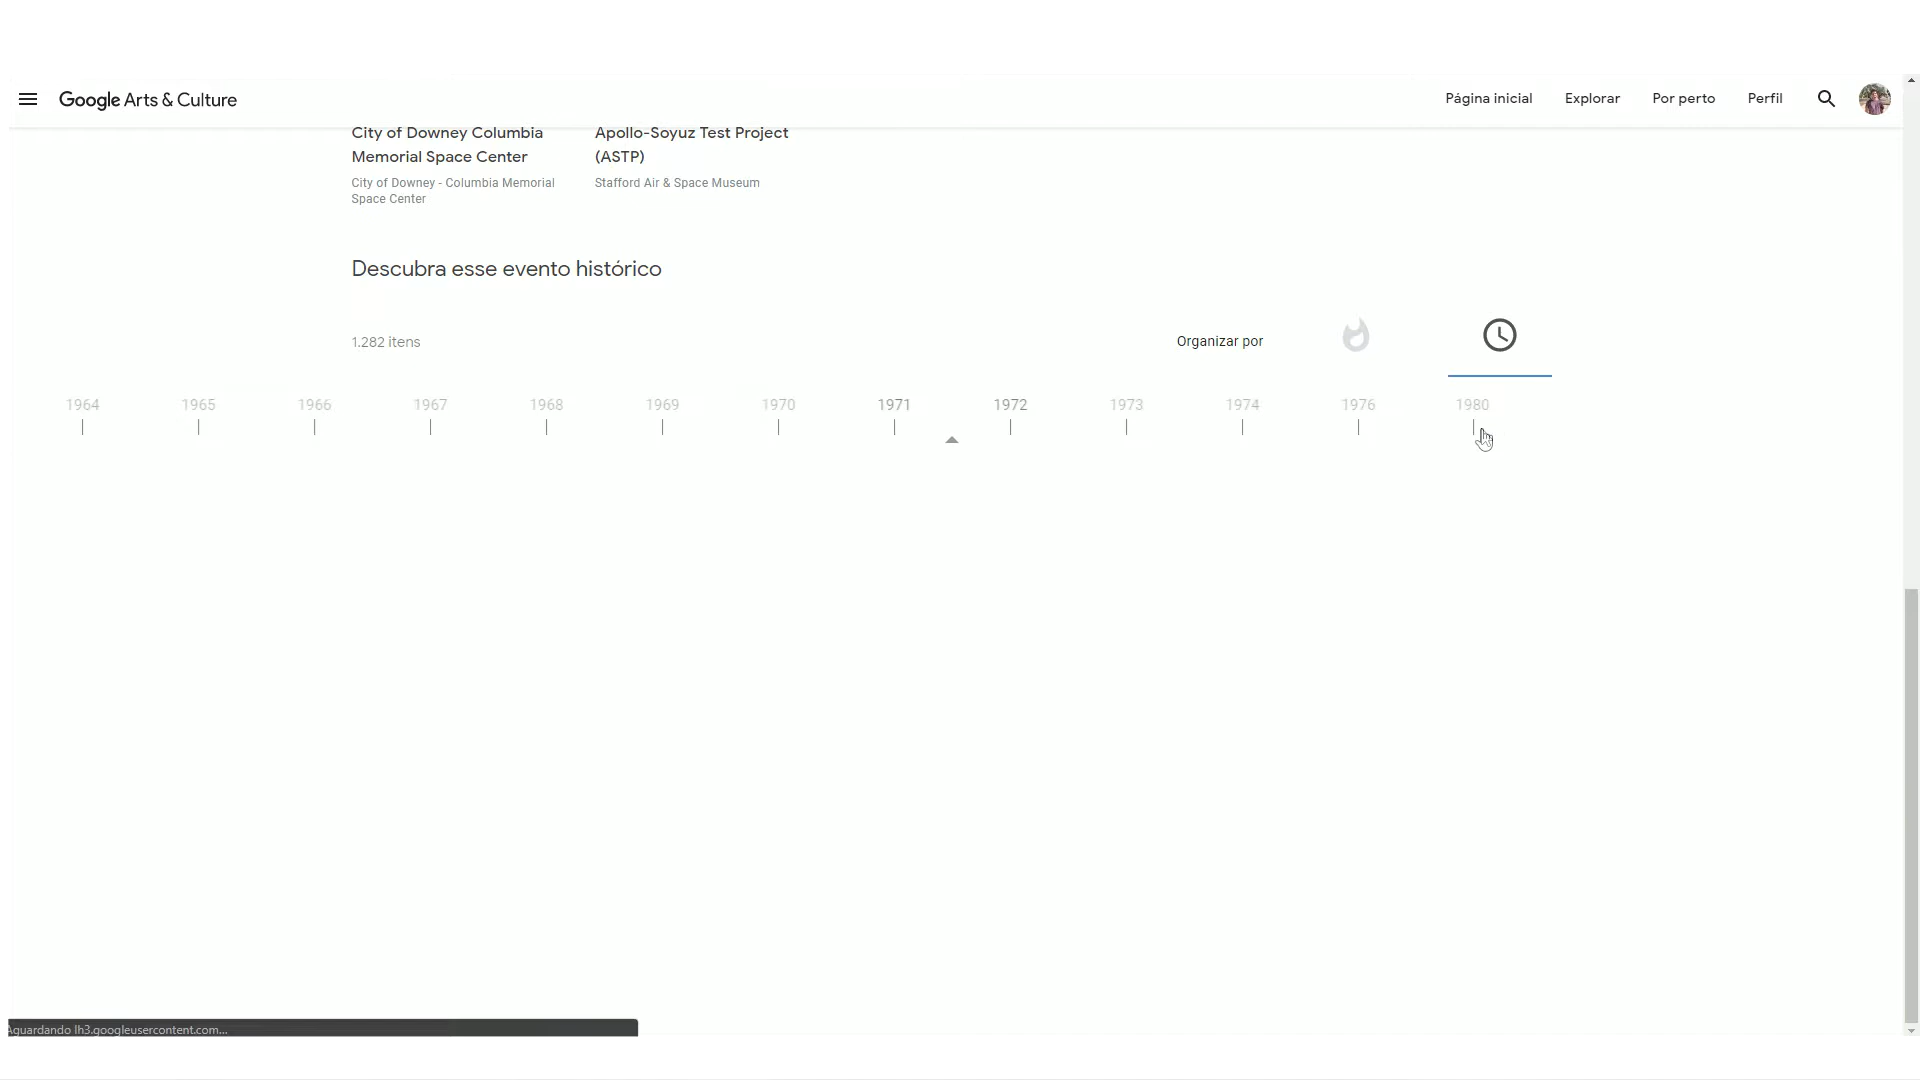 Google Arts & Culture
Página inicial
Explorar
Por perto
Perfil
City of Downey Columbia
Memorial Space Center
City of Downey - Columbia Memorial
Space Center
Apollo-Soyuz Test Project
(ASTP)
Stafford Air & Space Museum
Descubra esse evento histórico
1.282 itens
Organizar por
1964 1965 1966 1967 1968 1969 1970 1971 1972 1973 1974 1976 1980
Aguardando lh3.googleusercontent.com...